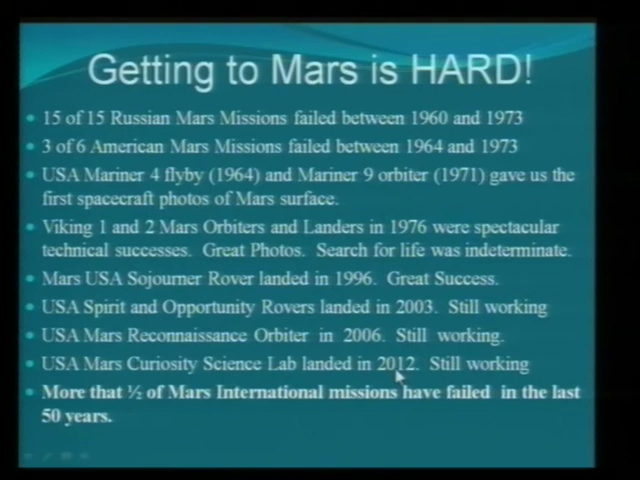 Getting to Mars is HARD!
15 of 15 Russian Mars Missions failed between 1960 and 1973
3 of 6 American Mars Missions failed between 1964 and 1973
USA Mariner 4 flyby (1964) and Mariner 9 orbiter (1971) gave us the
first spacecraft photos of Mars surface.
Viking 1 and 2 Mars Orbiters and Landers in 1976 were spectacular
technical successes. Great Photos. Search for life was indeterminate.
Mars USA Sojourner Rover landed in 1996. Great Success.
USA Spirit and Opportunity Rovers landed in 2003. Still working
USA Mars Reconnaissance Orbiter in 2006. Still working.
USA Mars Curiosity Science Lab landed in 2012. Still working
More that ½ of Mars International missions have failed in the last
50 years.